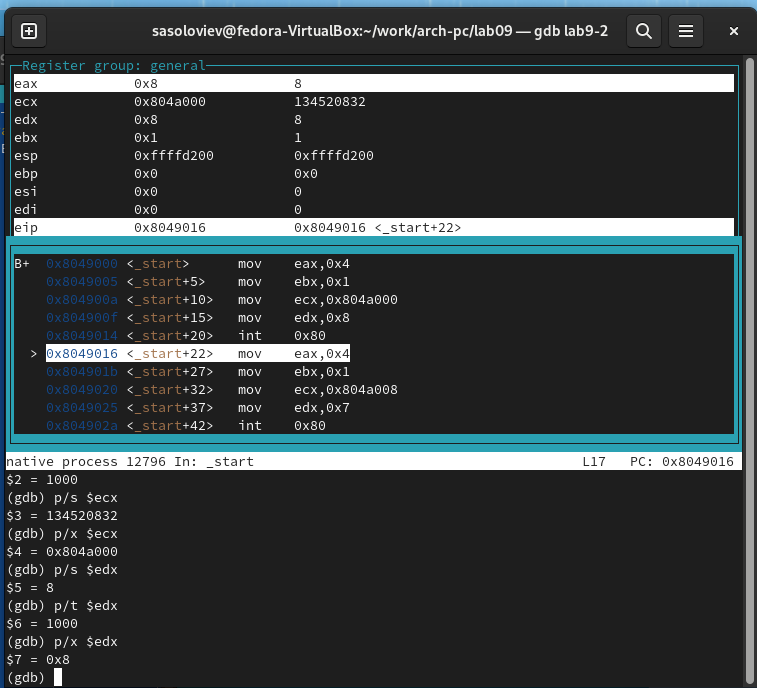 sasoloviev@fedora-VirtualBox:~/work/arch-pc/lab09 — gdb lab9-2
Register group: general
eax 0x8 8
ecx 0x804a000 134520832
edx 0x8 8
ebx 0x1 1
esp 0xffffd200 0xffffd200
ebp 0x0 0x0
esi 0x0 0
edi 0x0 0
eip 0x8049016 0x8049016 <_start+22>
B+ 0x8049000 <_start> mov eax,0x4
0x8049005 <_start+5> mov ebx,0x1
0x804900a <_start+10> mov ecx,0x804a000
0x804900f <_start+15> mov edx,0x8
0x8049014 <_start+20> int 0x80
> 0x8049016 <_start+22> mov eax,0x4
0x804901b <_start+27> mov ebx,0x1
0x8049020 <_start+32> mov ecx,0x804a008
0x8049025 <_start+37> mov edx,0x7
0x804902a <_start+42> int 0x80
native process 12796 In: _start L17 PC: 0x8049016
$2 = 1000
(gdb) p/s $ecx
$3 = 134520832
(gdb) p/x $ecx
$4 = 0x804a000
(gdb) p/s $edx
$5 = 8
(gdb) p/t $edx
$6 = 1000
(gdb) p/x $edx
$7 = 0x8
(gdb)